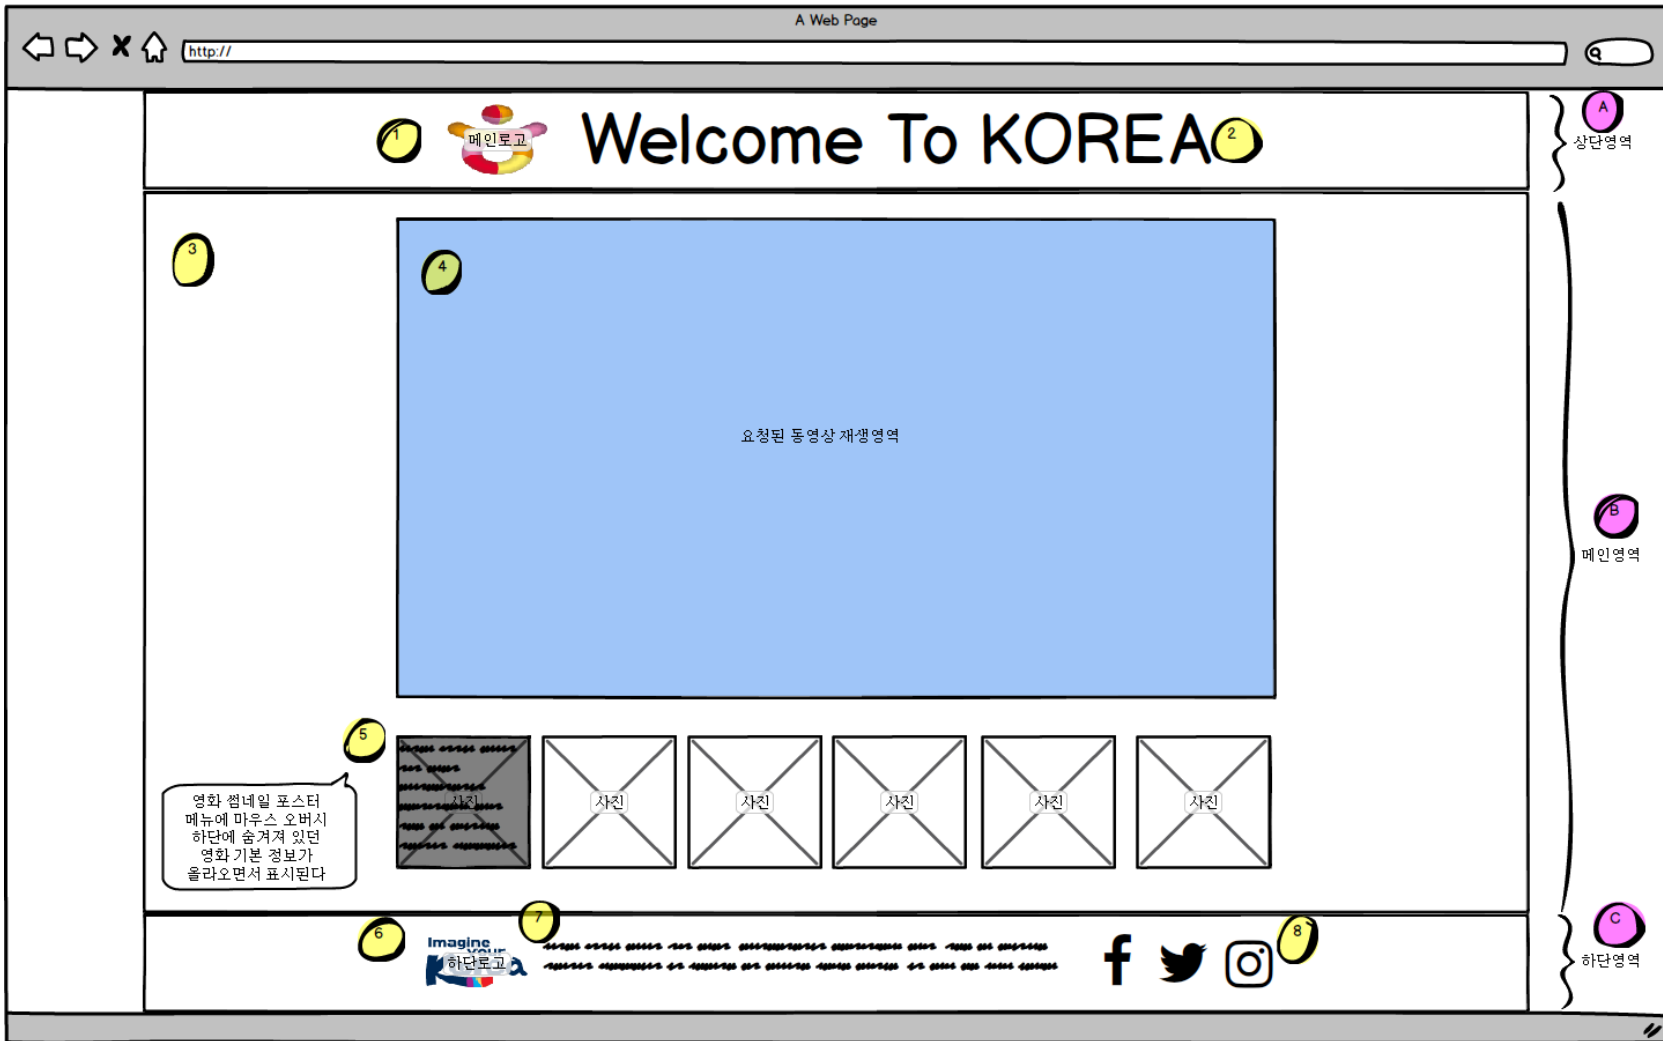 A Web Page
http://
1
메인로고
Welcome To KOREA
2
A
상단영역
3
4
요청된 동영상 재생영역
B
메인영역
5
영화 썸네일 포스터
메뉴에 마우스 오버시
하단에 숨겨져 있던
영화 기본 정보가
올라오면서 표시된다
사진
사진
사진
사진
사진
사진
6
Imagine
YOUR
Korea
하단로고
7
8
C
하단영역